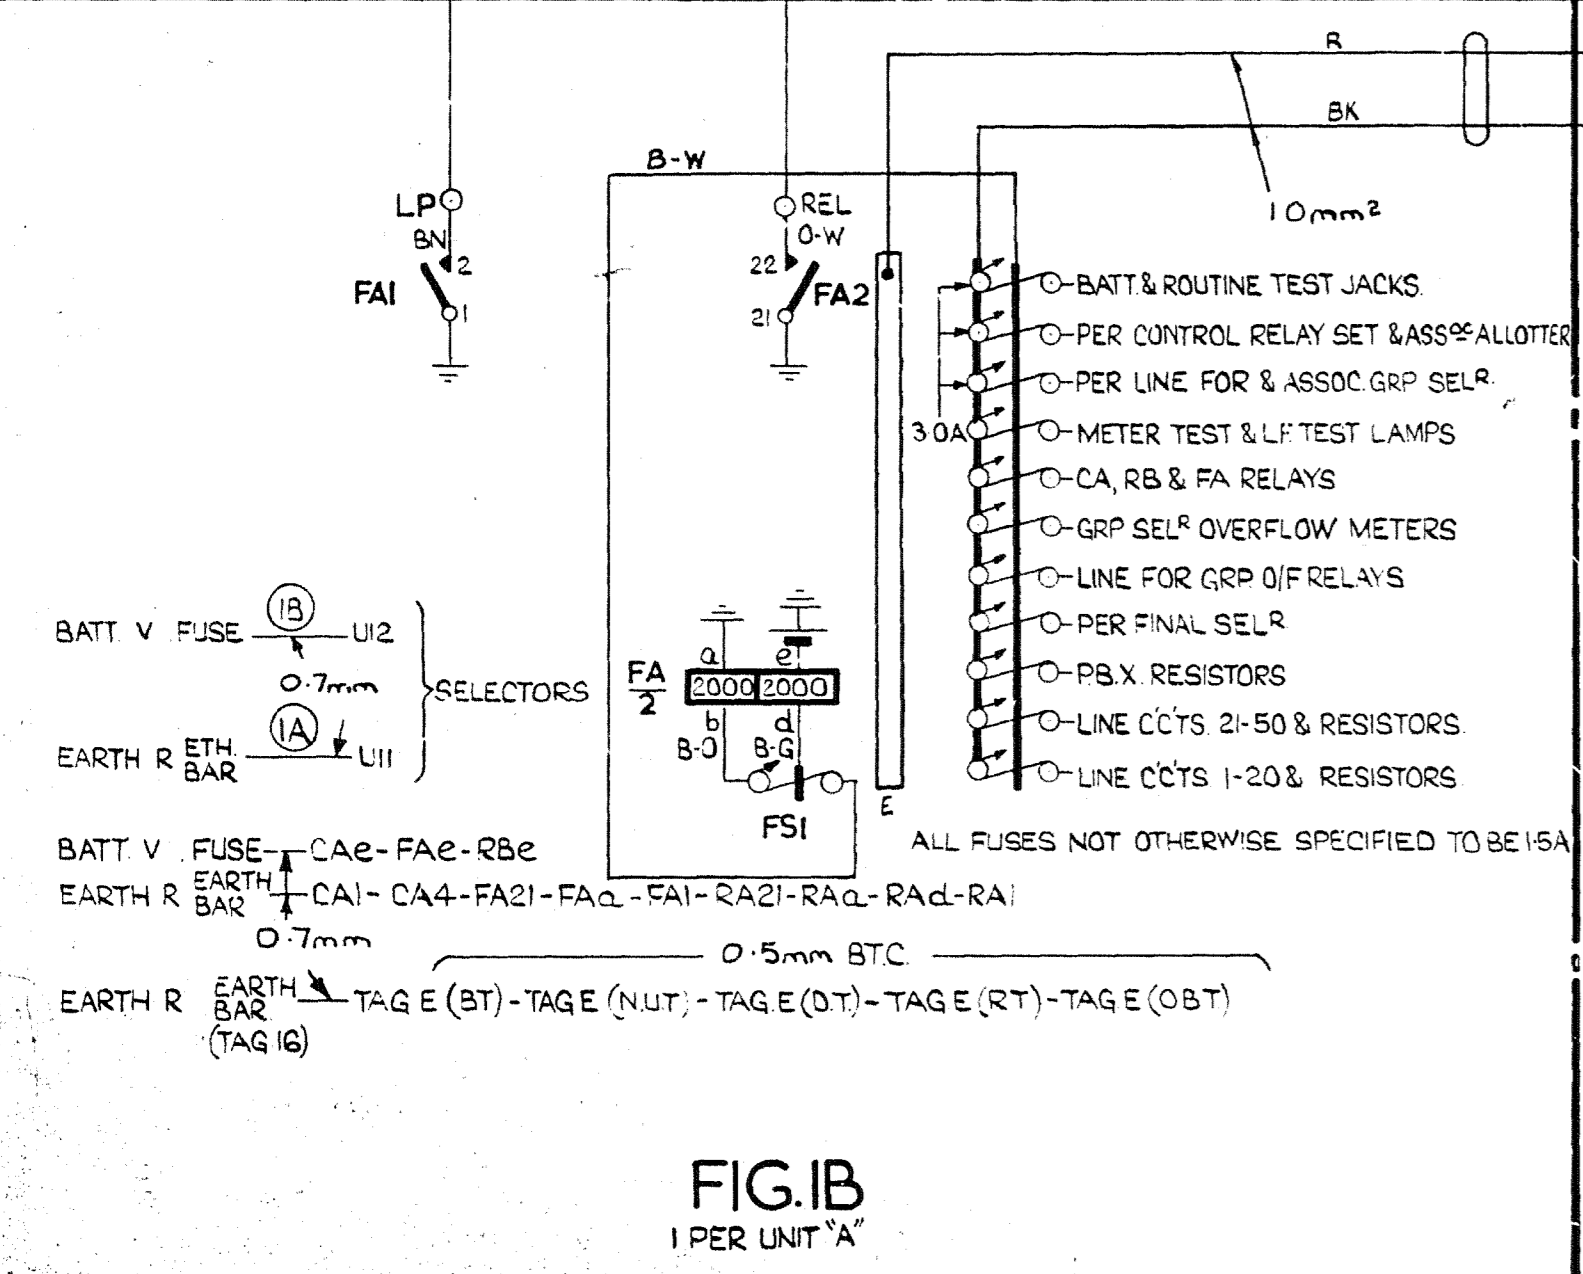 R
BK
B-W
10mm²
LP
BN
2
FA1
1
REL
O-W
22
FA2
21
BATT. & ROUTINE TEST JACKS.
PER CONTROL RELAY SET & ASSOC ALLOTTER
PER LINE FOR & ASSOC. GRP SELR.
3.0A
METER TEST & L.F. TEST LAMPS
CA, RB & FA RELAYS
GRP SELR OVERFLOW METERS
LINE FOR GRP. O/F RELAYS
PER FINAL SELR
P.B.X. RESISTORS
LINE C'C'TS. 21-50 & RESISTORS.
LINE C'C'TS. 1-20 & RESISTORS
BATT. V FUSE 1B U12
0.7mm
SELECTORS
EARTH R ETH. BAR 1A U11
FA
2
a e
2000 2000
b d
B-O B-G
FS1
E
ALL FUSES NOT OTHERWISE SPECIFIED TO BE 1.5A
BATT. V FUSE CAe-FAe-RBe
EARTH R EARTH BAR CA1-CA4-FA21-FAa-FA1-RA21-RAa-RAd-RA1
0.7mm
0.5mm B.T.C.
EARTH R EARTH BAR (TAG 16) TAG E (BT)-TAG E (N.U.T)-TAG.E (D.T.)-TAG E (RT)-TAG E (OBT)
FIG.1B
1 PER UNIT "A"